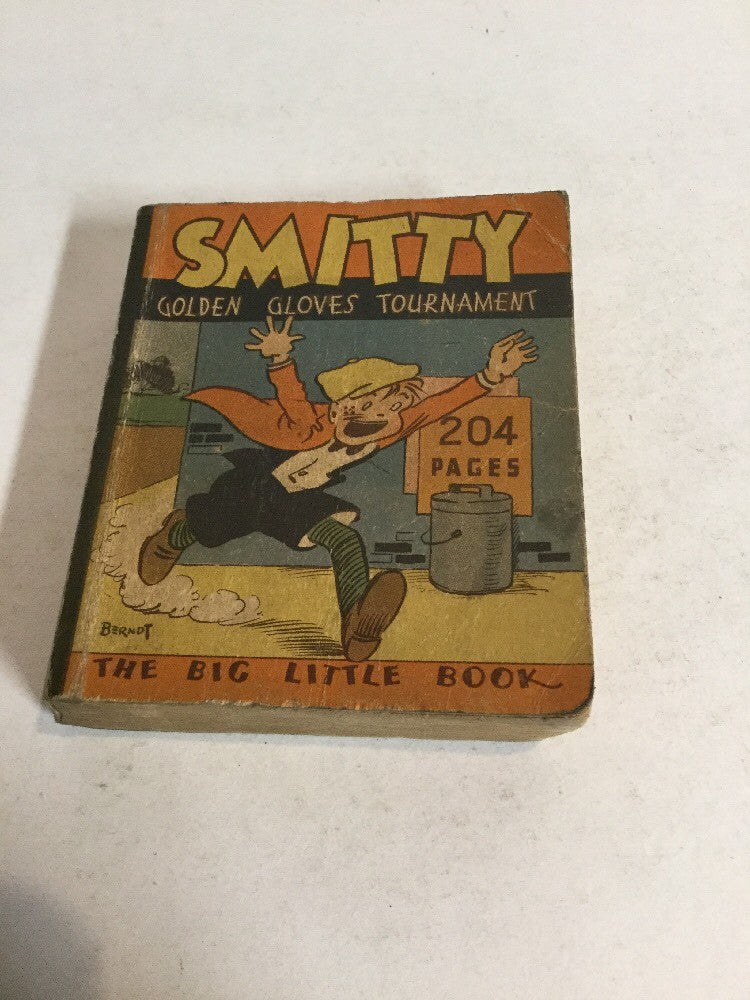 SMITTY
GOLDEN GLOVES TOURNAMENT
204
PAGES
BERNDT
THE BIG LITTLE BOOK